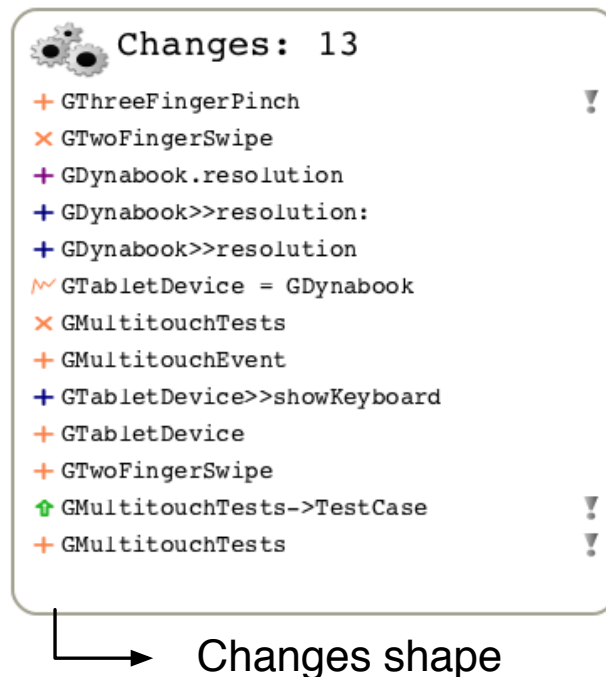 Changes: 13
GThreeFingerPinch
GTwoFingerSwipe
GDynabook.resolution
GDynabook>>resolution:
GDynabook>>resolution
GTabletDevice = GDynabook
GMultitouchTests
GMultitouchEvent
GTabletDevice>>showKeyboard
GTabletDevice
GTwoFingerSwipe
GMultitouchTests->TestCase
GMultitouchTests
Changes shape